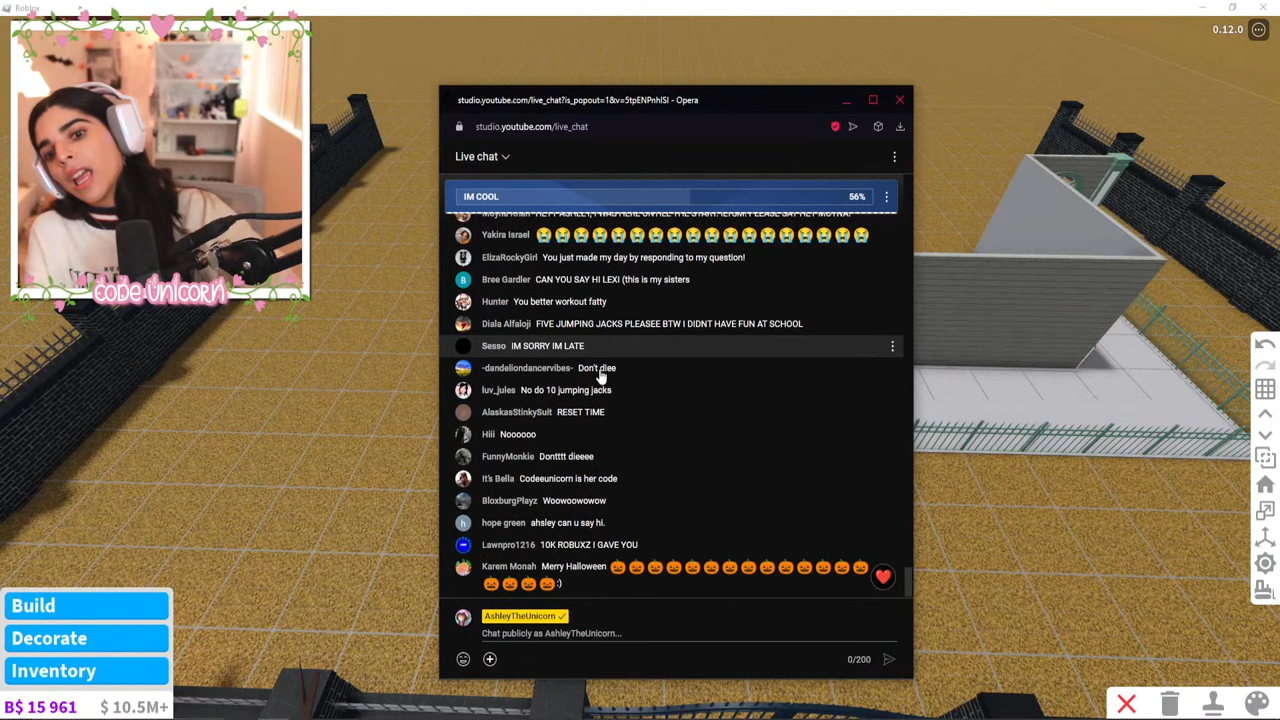 Roblox
0.12.0
CODE UNICORN
studio.youtube.com/live_chat?is_popout=1&v=5tpENPnhISI - Opera
studio.youtube.com/live_chat
Live chat
IM COOL 56%
Yakira Israel 😭😭😭😭😭😭😭😭😭😭😭😭😭😭😭😭😭😭
ElizaRockyGirl You just made my day by responding to my question!
B Bree Gardler CAN YOU SAY HI LEXI (this is my sisters
Hunter You better workout fatty
Diala Alfaloji FIVE JUMPING JACKS PLEASEE BTW I DIDNT HAVE FUN AT SCHOOL
Sesso IM SORRY IM LATE
-dandeliondancervibes- Don't diee
luv_jules No do 10 jumping jacks
AlaskasStinkySuit RESET TIME
Hiii Noooooo
FunnyMonkie Dontttt dieeee
It's Bella Codeeunicorn is her code
BloxburgPlayz Woowoowowow
h hope green ahsley can u say hi.
Lawnpro1216 10K ROBUXZ I GAVE YOU
Karem Monah Merry Halloween 🎃🎃🎃🎃🎃🎃🎃🎃🎃🎃🎃🎃🎃🎃
🎃🎃🎃🎃:)
AshleyTheUnicorn ✓
Chat publicly as AshleyTheUnicorn...
0/200
Build
Decorate
Inventory
B$ 15 961 $ 10.5M+